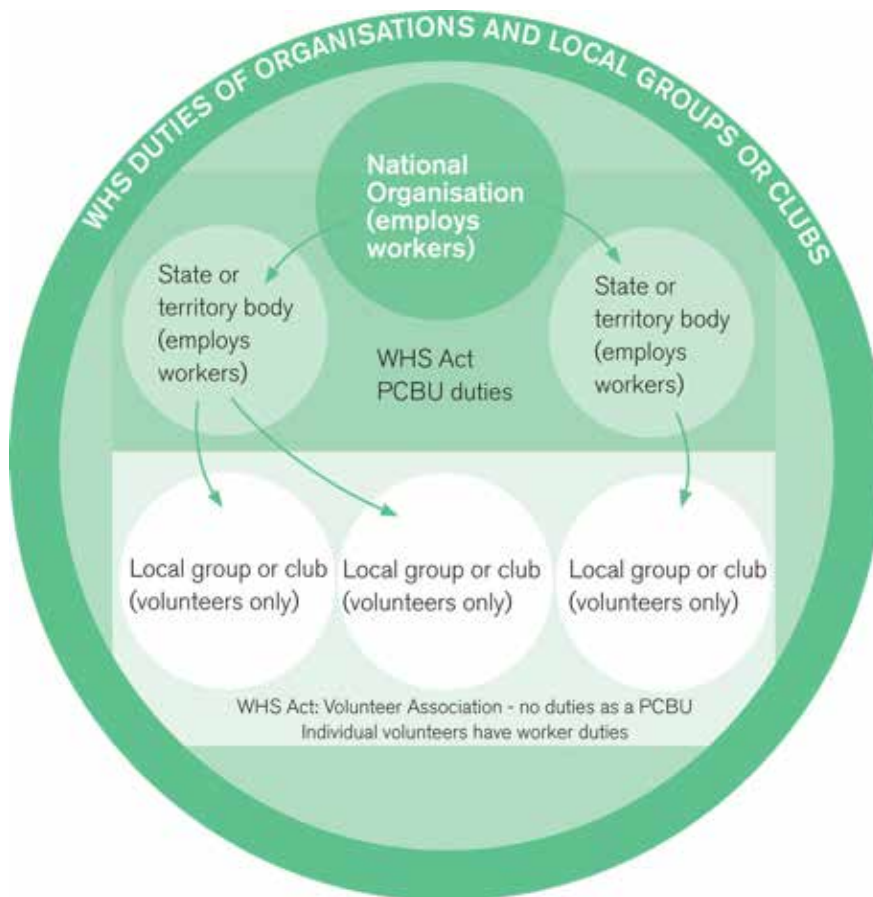 WHS DUTIES OF ORGANISATIONS AND LOCAL GROUPS OR CLUBS
National
Organisation
(employs
workers)
State or
territory body
(employs
workers)
State or
territory body
(employs
workers)
WHS Act
PCBU duties
Local group or club
(volunteers only)
Local group or club
(volunteers only)
Local group or club
(volunteers only)
WHS Act: Volunteer Association - no duties as a PCBU
Individual volunteers have worker duties